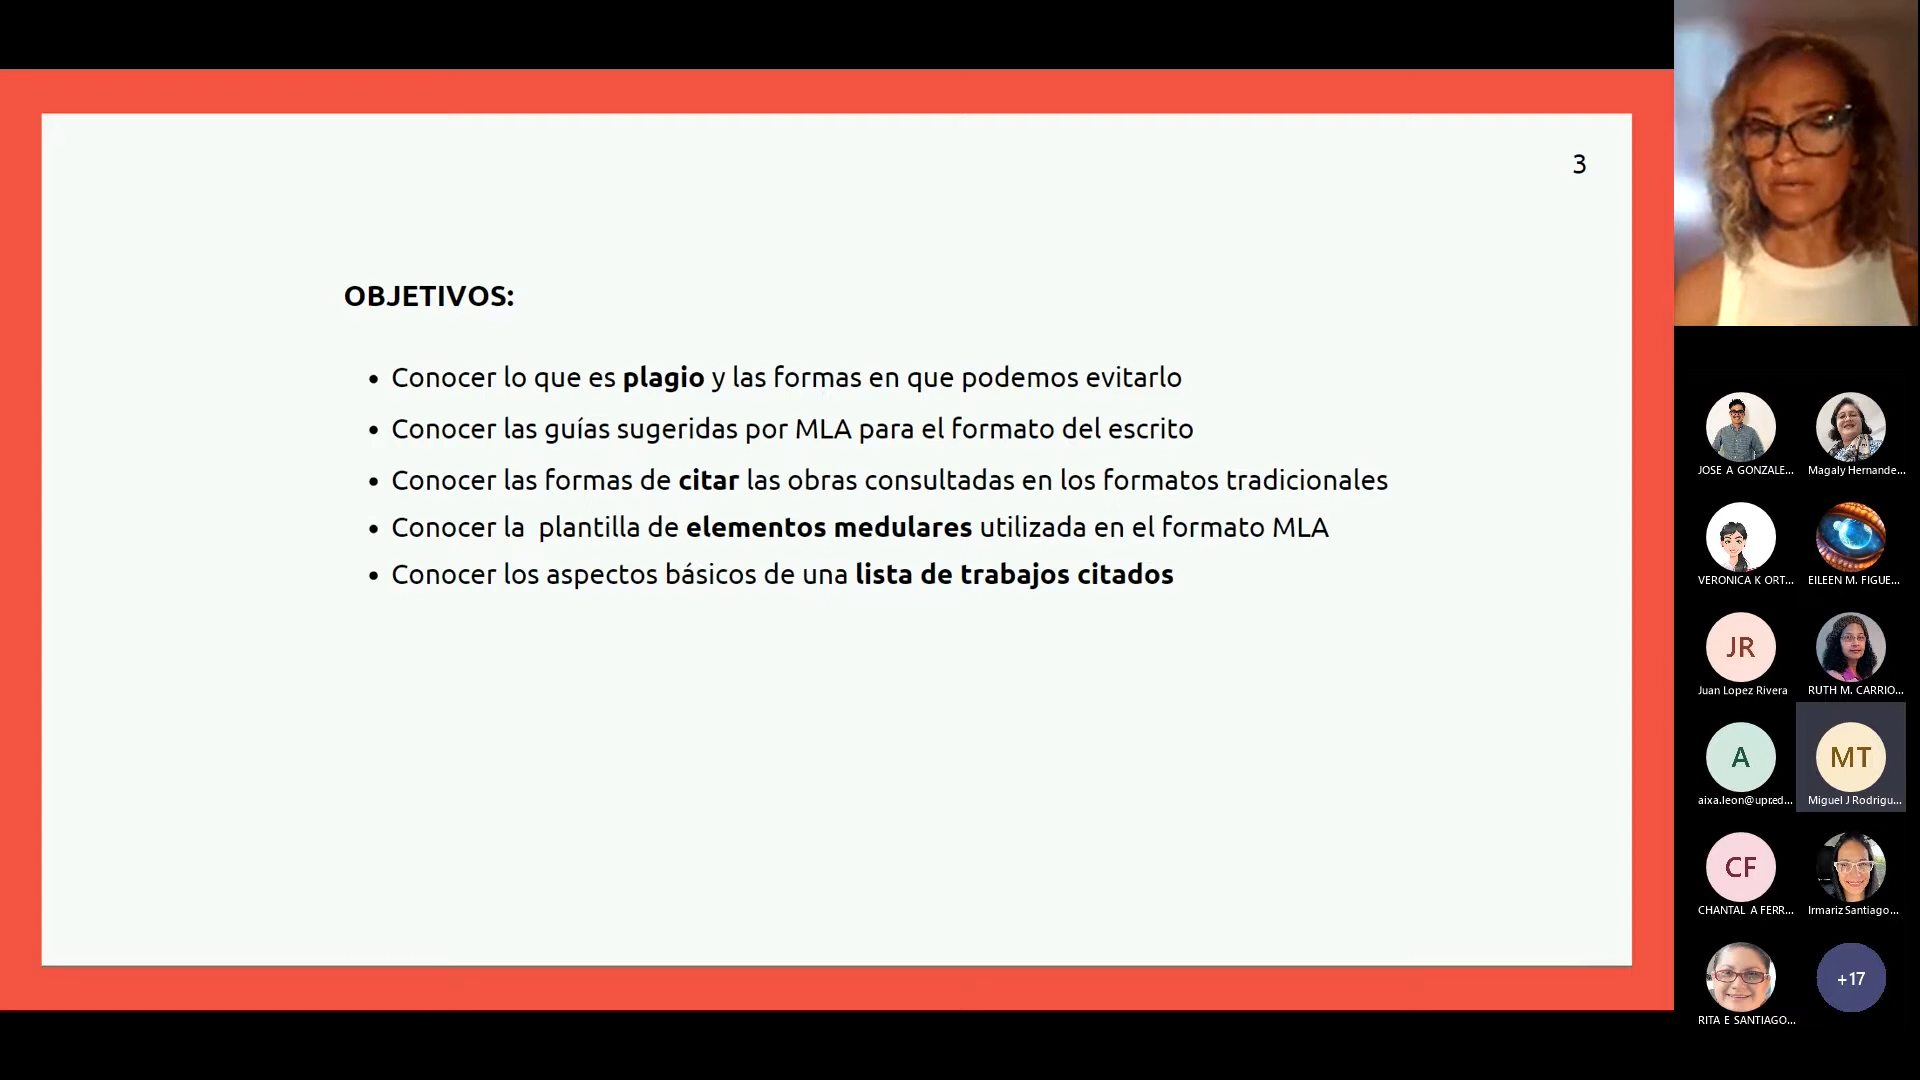 3
OBJETIVOS:
• Conocer lo que es plagio y las formas en que podemos evitarlo
• Conocer las guías sugeridas por MLA para el formato del escrito
• Conocer las formas de citar las obras consultadas en los formatos tradicionales
• Conocer la plantilla de elementos medulares utilizada en el formato MLA
• Conocer los aspectos básicos de una lista de trabajos citados
JOSE A GONZALE...
Magaly Hernande...
VERONICA K ORT...
EILEEN M. FIGUE...
JR
Juan Lopez Rivera
RUTH M. CARRIO...
A
aixa.leon@upr.ed...
MT
Miguel J Rodrigu...
CF
CHANTAL A FERR...
Irmariz Santiago...
RITA E SANTIAGO...
+17